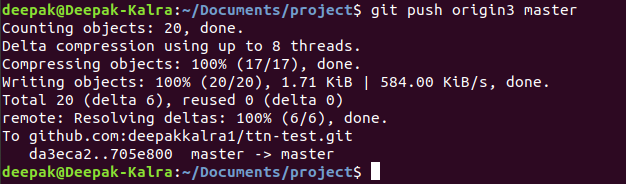 deepak@Deepak-Kalra:~/Documents/project$ git push origin3 master
Counting objects: 20, done.
Delta compression using up to 8 threads.
Compressing objects: 100% (17/17), done.
Writing objects: 100% (20/20), 1.71 KiB | 584.00 KiB/s, done.
Total 20 (delta 6), reused 0 (delta 0)
remote: Resolving deltas: 100% (6/6), done.
To github.com:deepakkalra1/ttn-test.git
   da3eca2..705e800  master -> master
deepak@Deepak-Kalra:~/Documents/project$